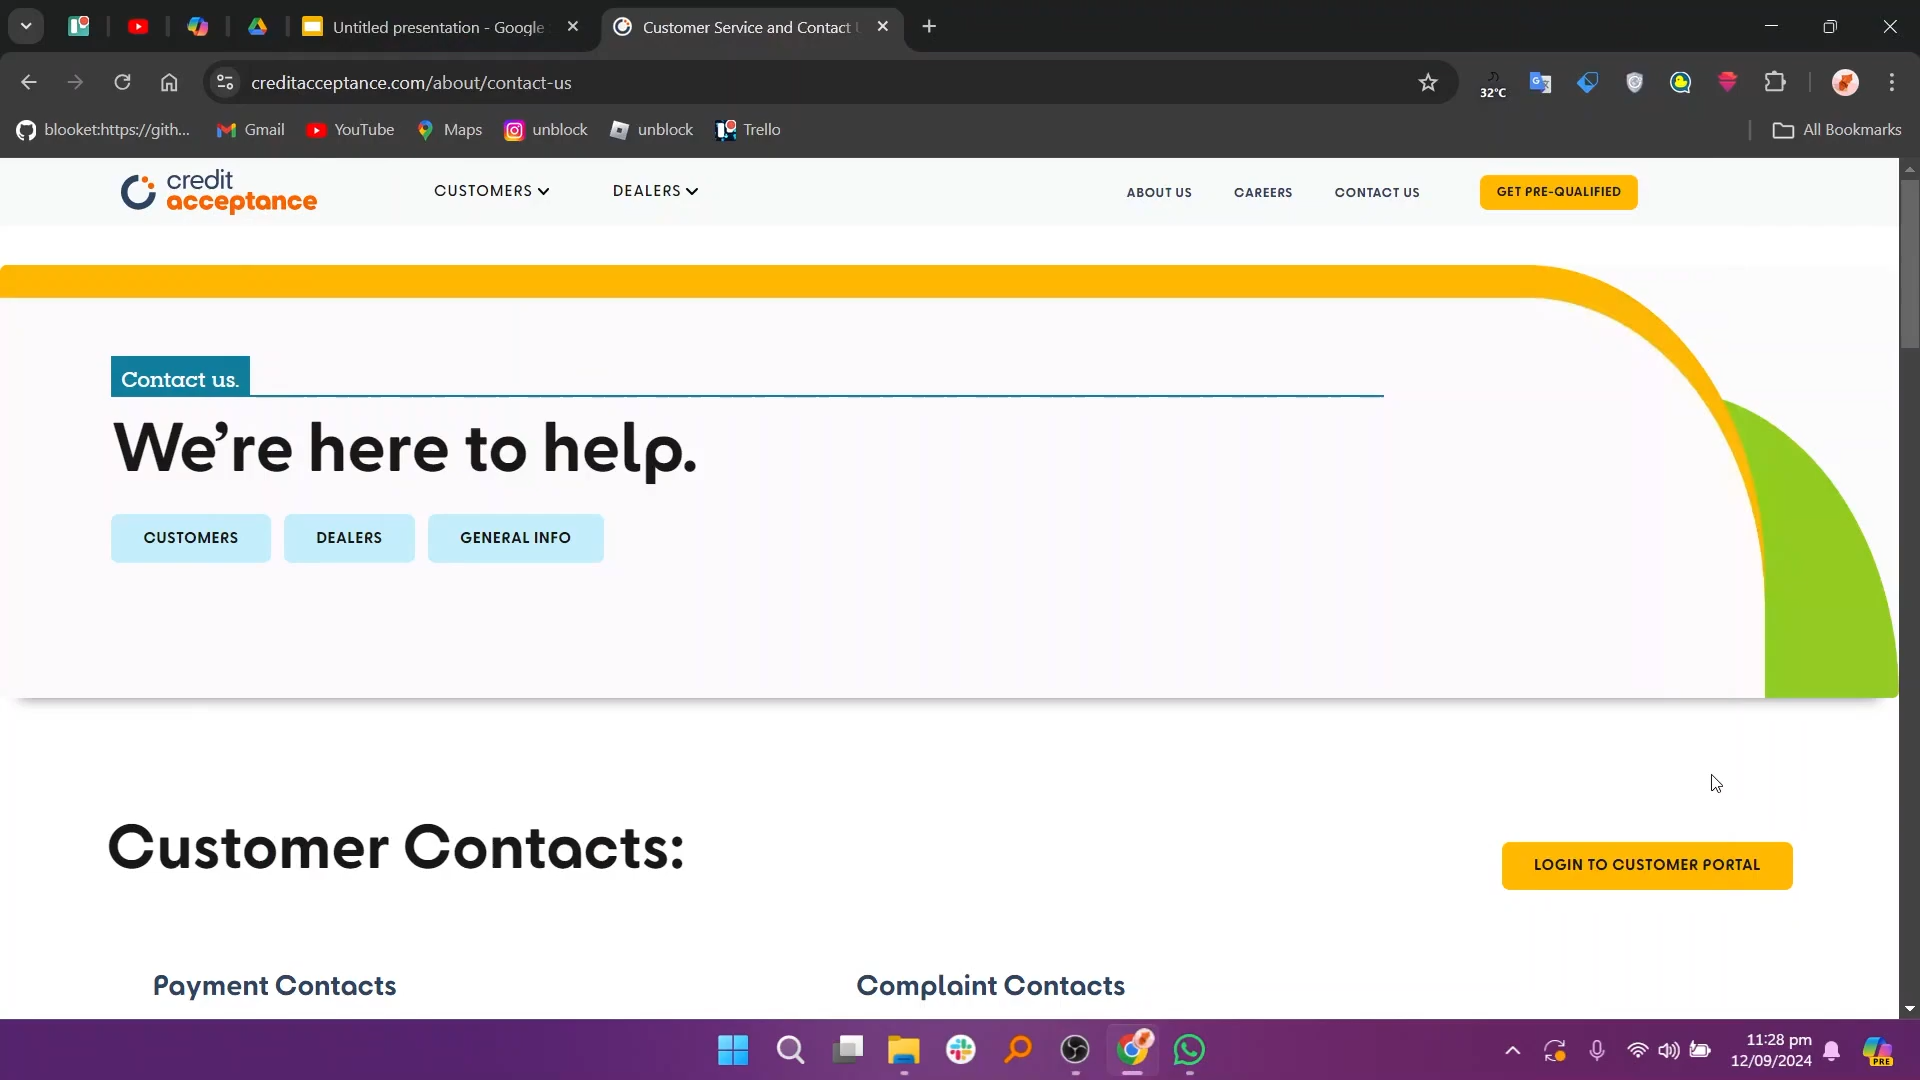 Untitled presentation - Google
Customer Service and Contact U
creditacceptance.com/about/contact-us
32°C
blooket:https://gith...
Gmail
YouTube
Maps
unblock
unblock
Trello
All Bookmarks
credit
acceptance
CUSTOMERS
DEALERS
ABOUT US
CAREERS
CONTACT US
GET PRE-QUALIFIED
Contact us.
We're here to help.
CUSTOMERS
DEALERS
GENERAL INFO
Customer Contacts:
LOGIN TO CUSTOMER PORTAL
Payment Contacts
Complaint Contacts
11:28 pm
12/09/2024
PRE